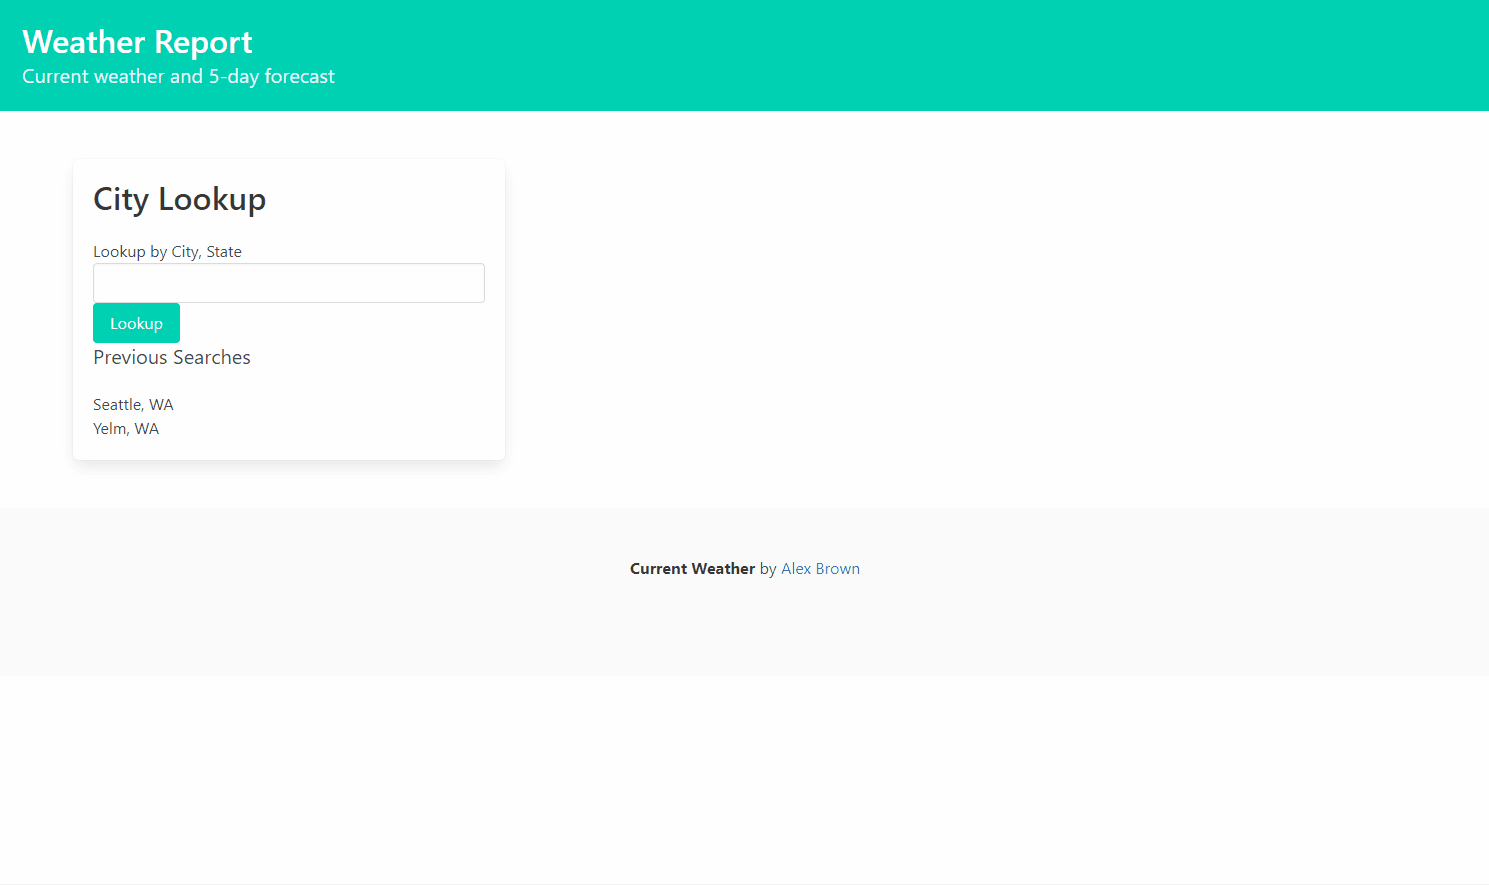 Weather Report
Current weather and 5-day forecast
City Lookup
Lookup by City, State
Lookup
Previous Searches
Seattle, WA
Yelm, WA
Current Weather by Alex Brown